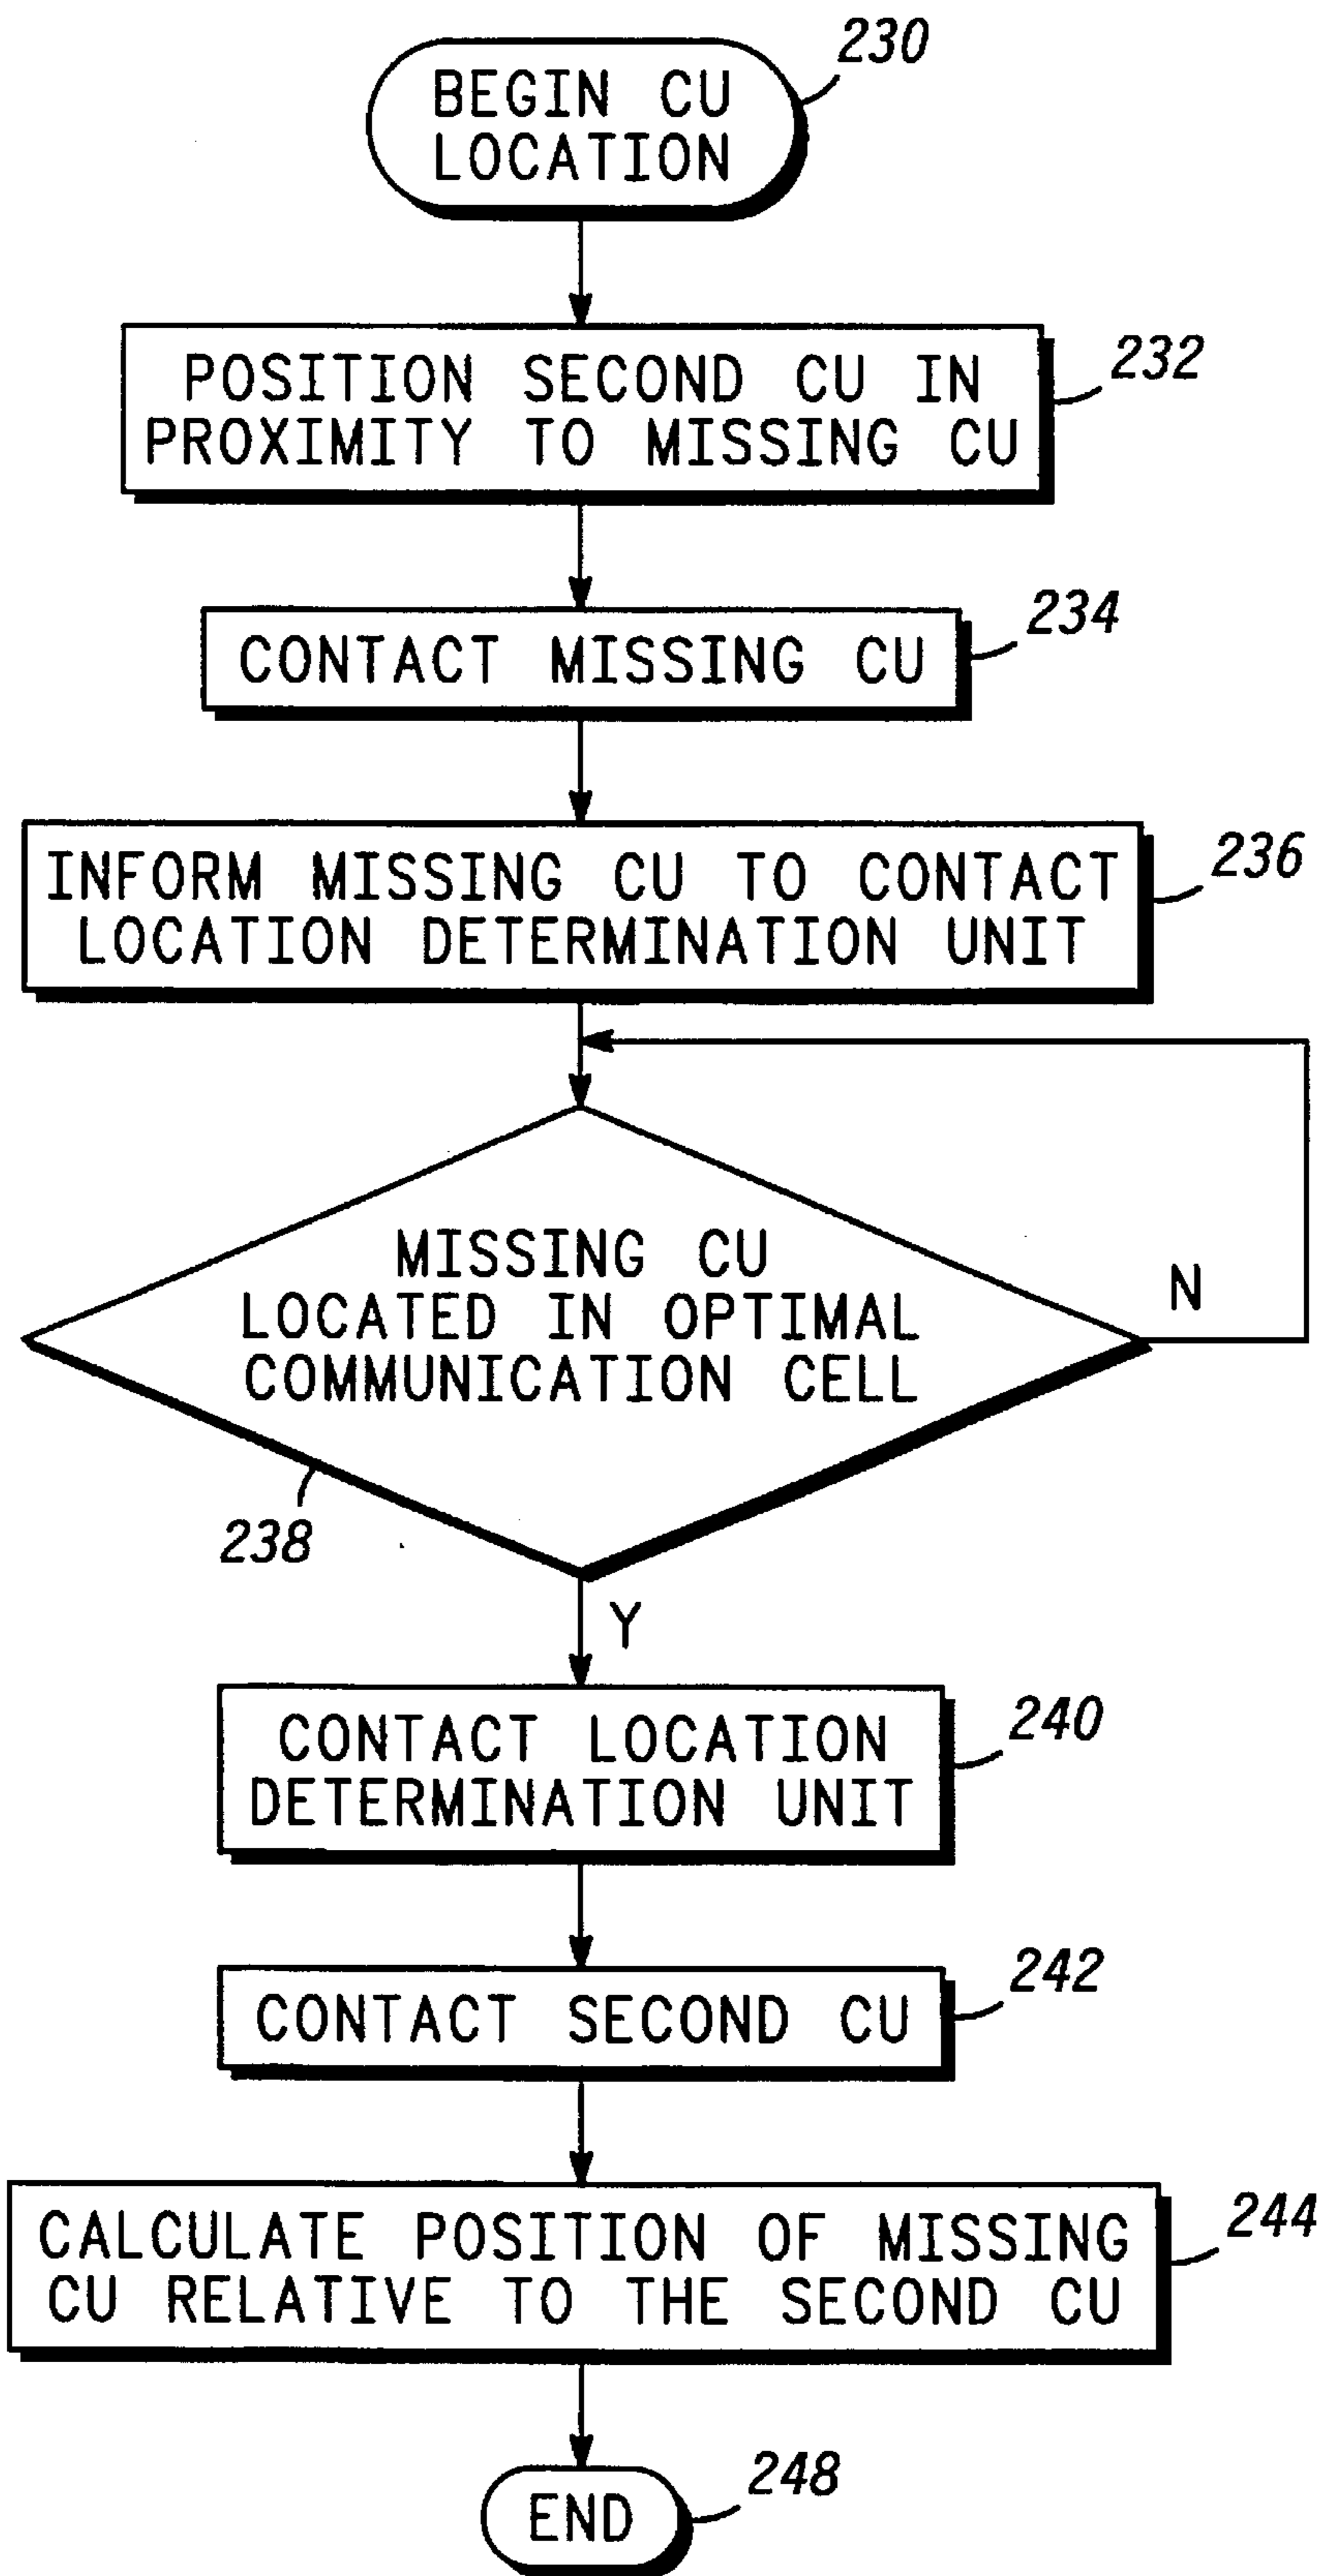 230
BEGIN CU
LOCATION
232
POSITION SECOND CU IN
PROXIMITY TO MISSING CU
234
CONTACT MISSING CU
236
INFORM MISSING CU TO CONTACT
LOCATION DETERMINATION UNIT
MISSING CU
LOCATED IN OPTIMAL
COMMUNICATION CELL
N
238
Y
240
CONTACT LOCATION
DETERMINATION UNIT
242
CONTACT SECOND CU
244
CALCULATE POSITION OF MISSING
CU RELATIVE TO THE SECOND CU
248
END